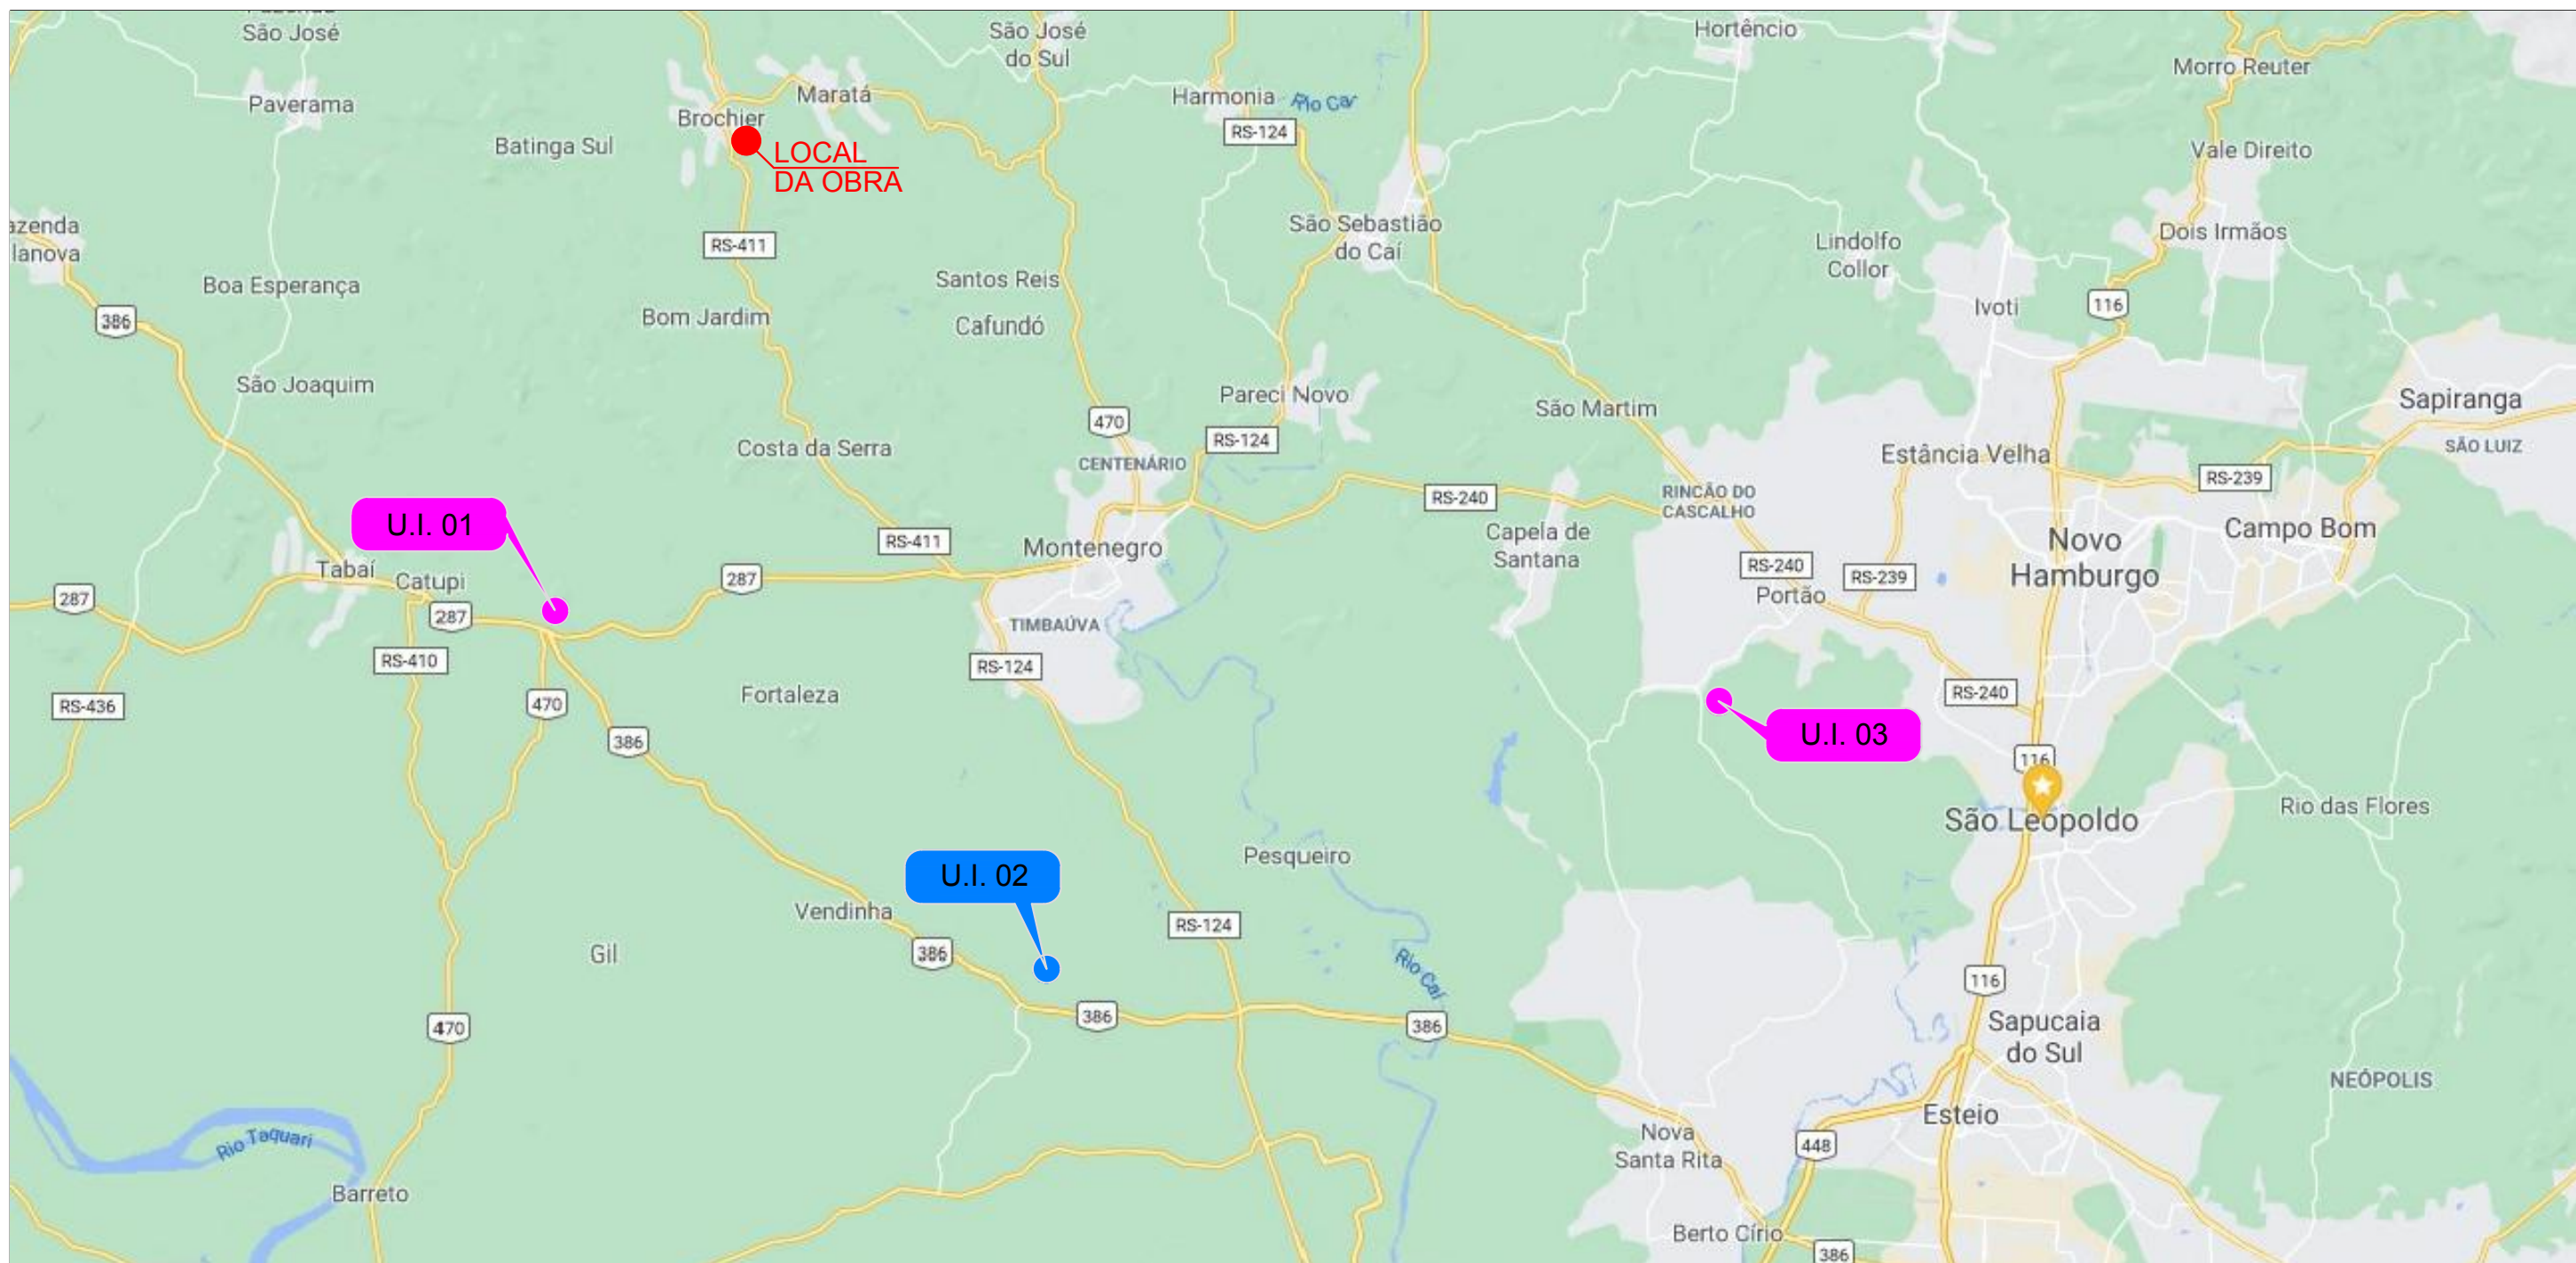 São José
São José
do Sul
Hortêncio
Morro Reuter
Paverama
Maratá
Harmonia
Rio Caí
Brochier
RS-124
Batinga Sul
LOCAL
DA OBRA
Vale Direito
azenda
lanova
RS-411
São Sebastião
do Caí
Lindolfo
Collor
Dois Irmãos
Boa Esperança
Santos Reis
386
Bom Jardim
Cafundó
Ivoti
116
São Joaquim
Pareci Novo
São Martim
Sapiranga
470
RS-124
Costa da Serra
CENTENÁRIO
Estância Velha
SÃO LUIZ
RS-240
RINCÃO DO
CASCALHO
RS-239
U.I. 01
RS-411
Montenegro
Capela de
Santana
Novo
Hamburgo
Campo Bom
Tabaí
Catupi
287
RS-240
RS-239
287
287
Portão
TIMBAÚVA
RS-410
RS-124
RS-436
470
Fortaleza
RS-240
386
U.I. 03
116
São Leopoldo
Rio das Flores
U.I. 02
Pesqueiro
Vendinha
RS-124
Gil
386
Rio Caí
116
470
386
386
Sapucaia
do Sul
NEÓPOLIS
Rio Taquari
Nova
Santa Rita
448
Esteio
Barreto
Berto Círio
386